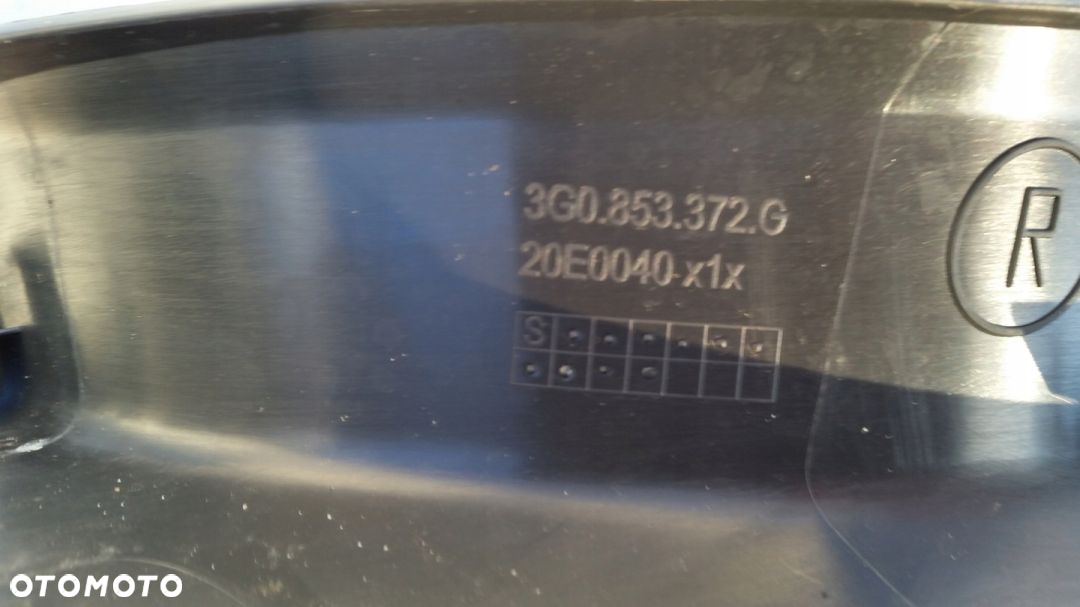 3G0.853.372.G
20E0040-x1x
R
S
OTOMOTO